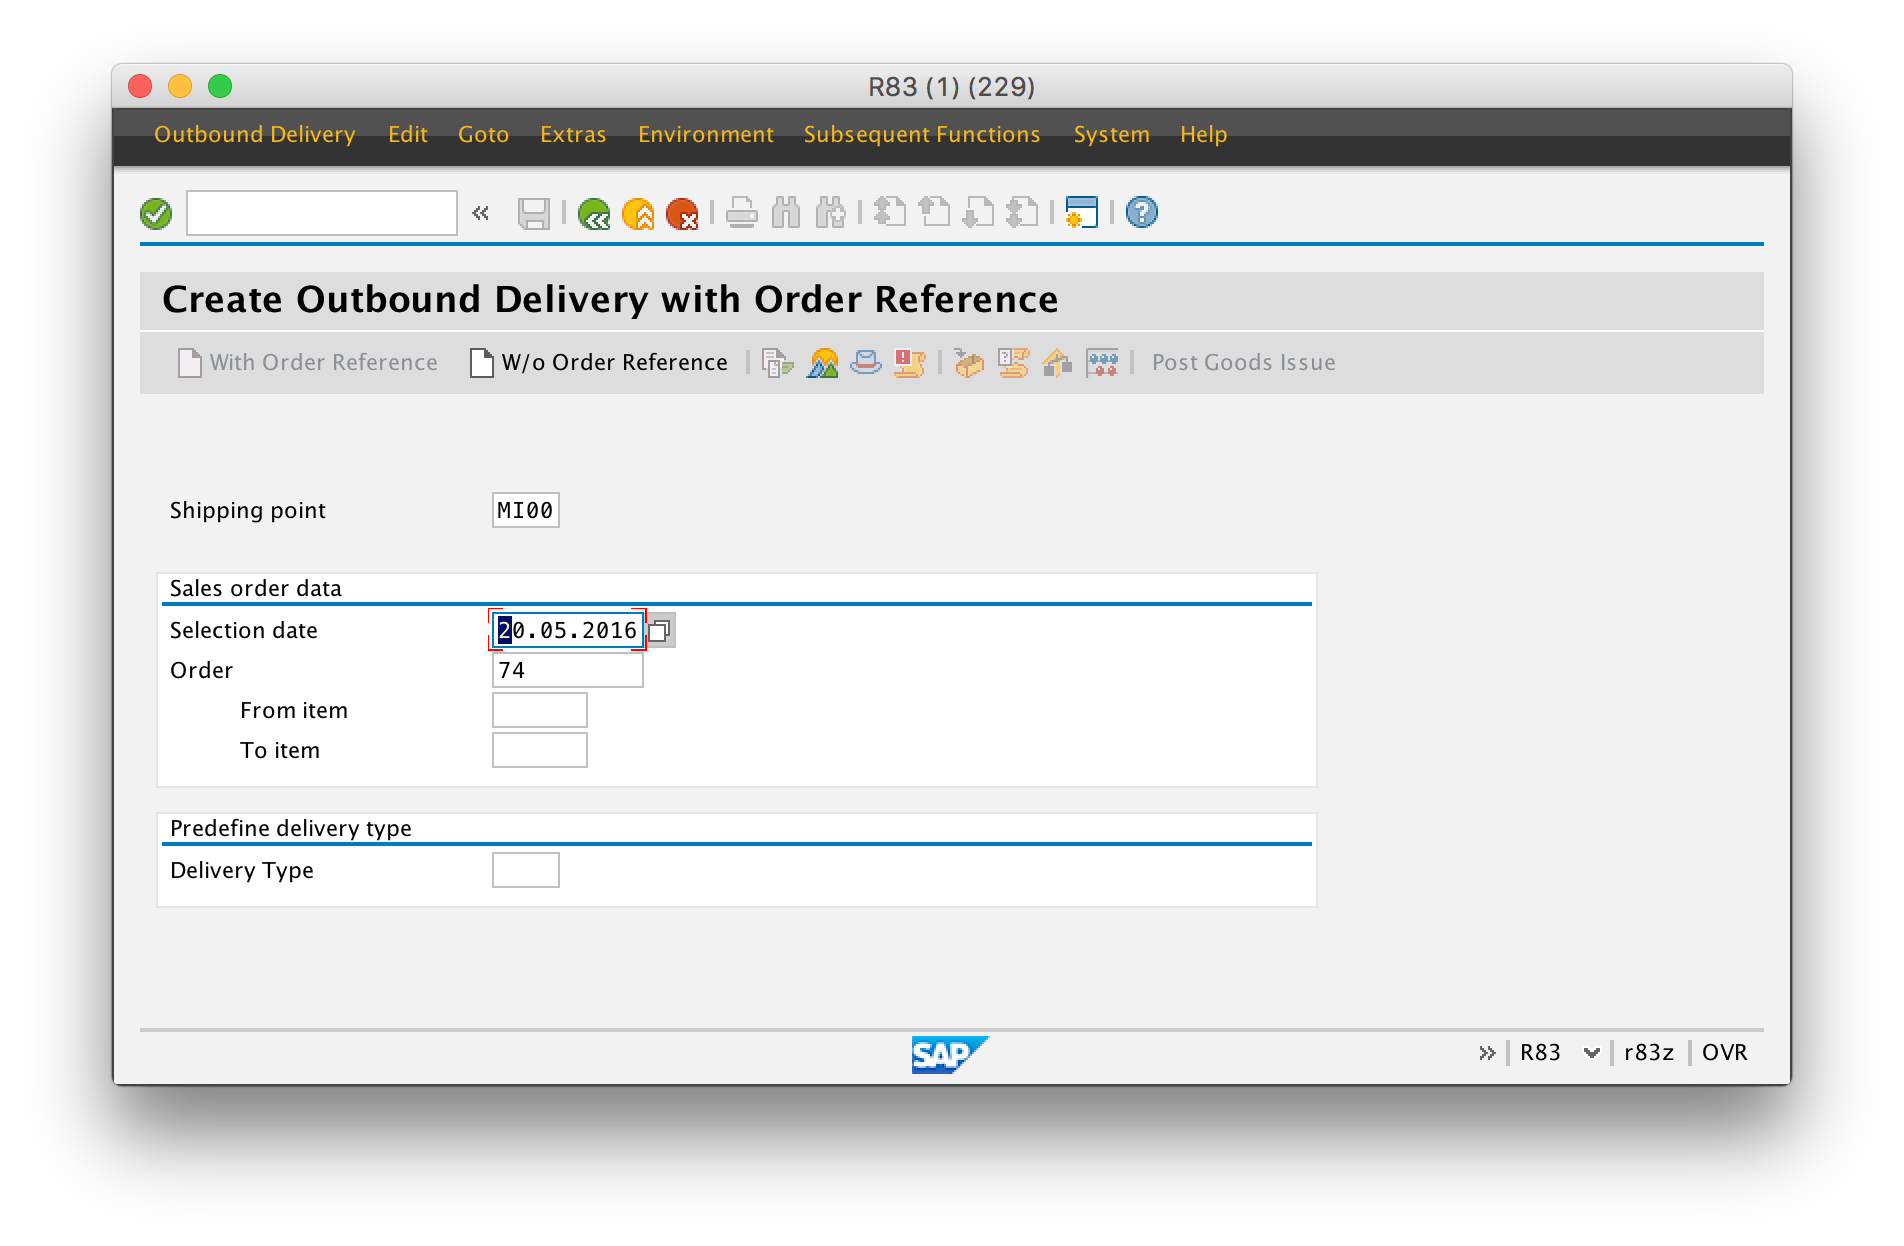 R83 (1) (229)
Outbound Delivery Edit Goto Extras Environment Subsequent Functions System Help
Create Outbound Delivery with Order Reference
With Order Reference W/o Order Reference Post Goods Issue
Shipping point MI00
Sales order data
Selection date 20.05.2016
Order 74
From item
To item
Predefine delivery type
Delivery Type
SAP R83 r83z OVR